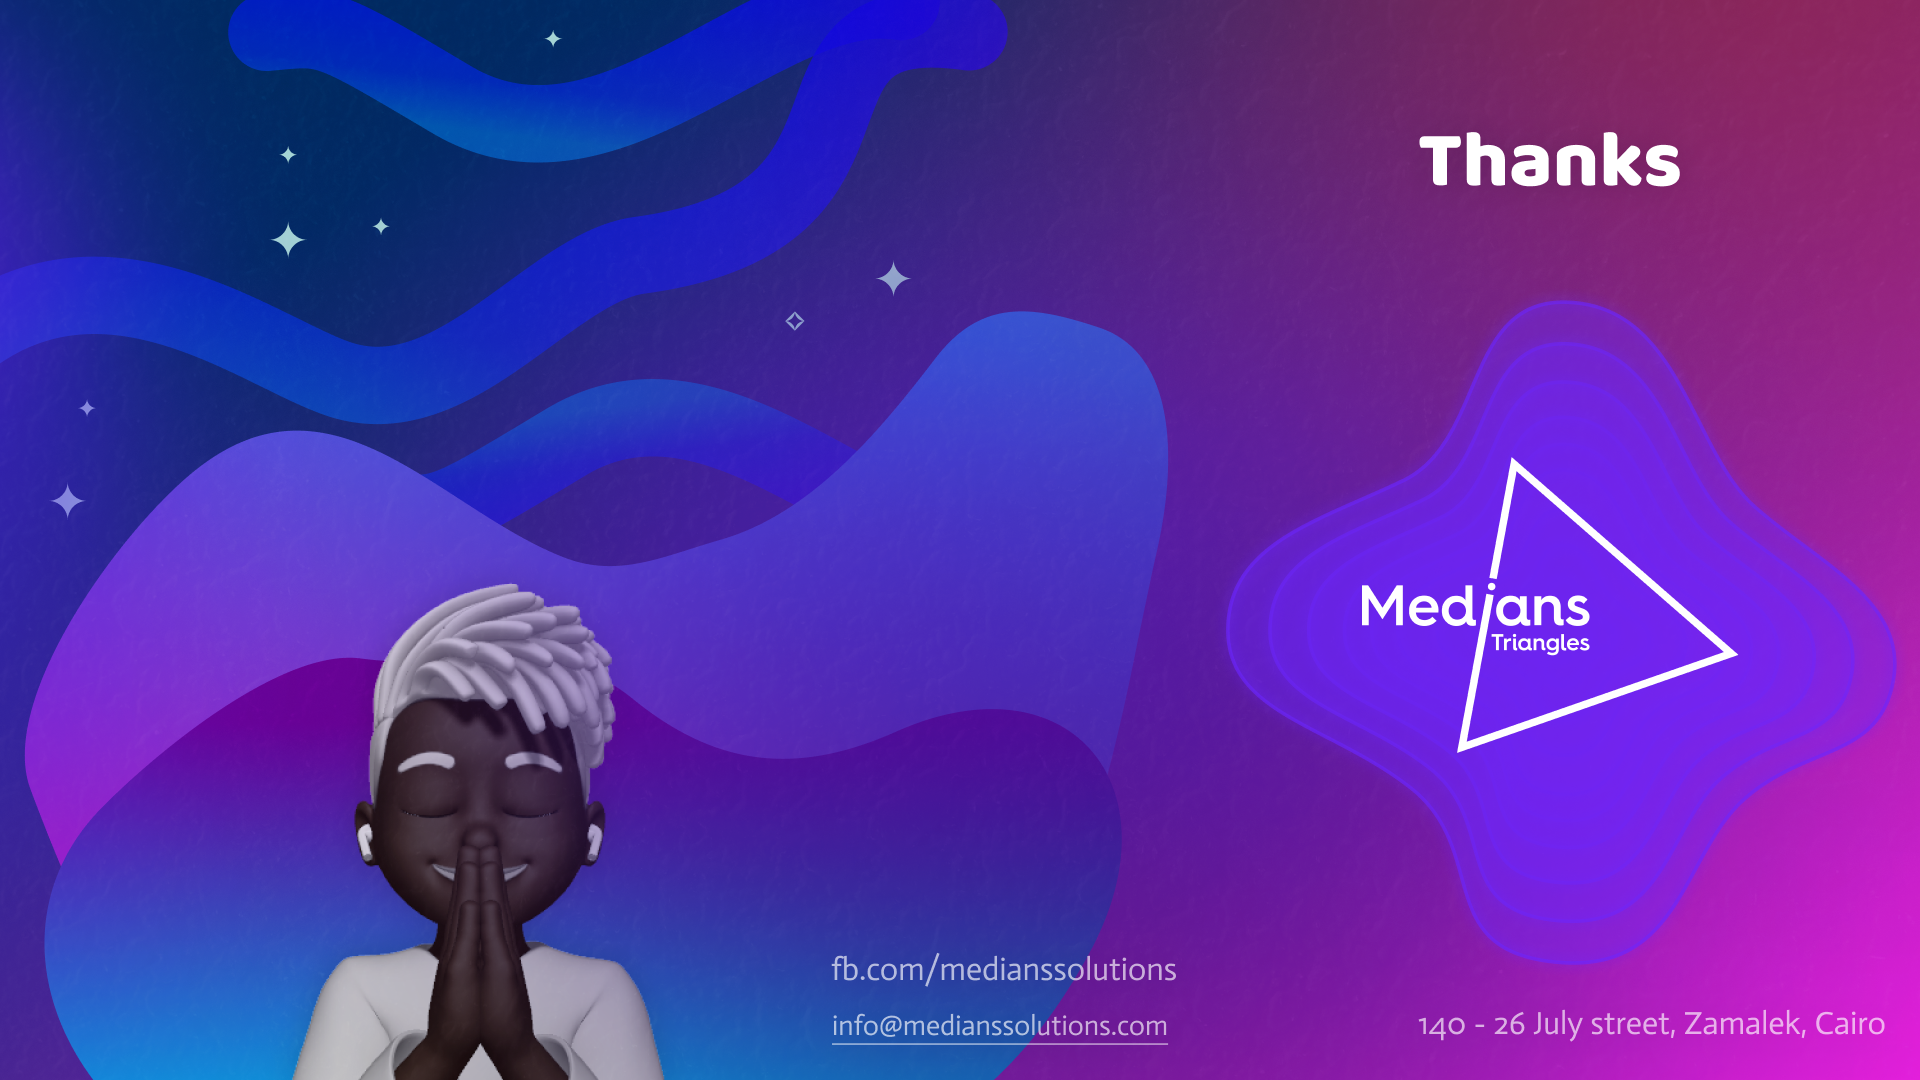 Thanks
Medians
Triangles
fb.com/medianssolutions
info@medianssolutions.com
140 - 26 July street, Zamalek, Cairo